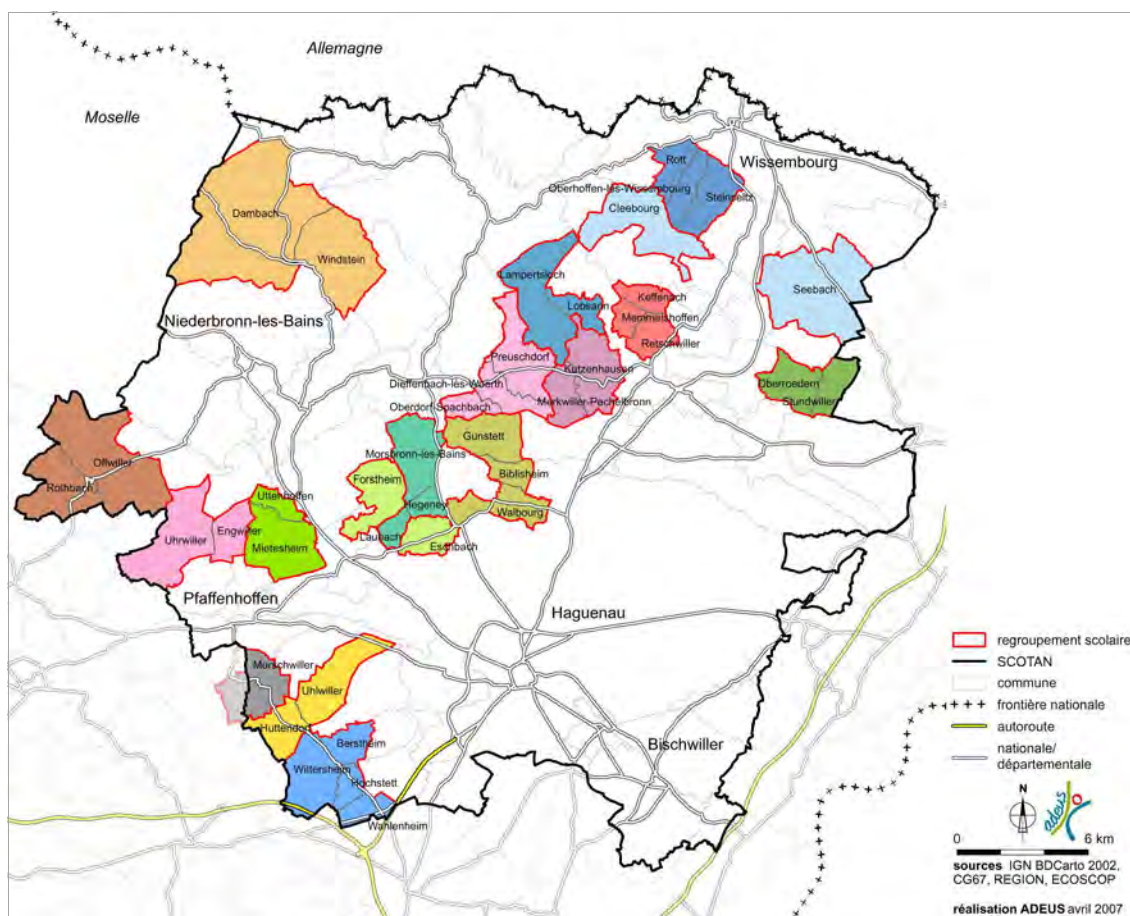 Allemagne
Moselle
Wissembourg
Rott
Oberhoffen-les-Wissembourg
Steinseltz
Cleebourg
Dambach
Windstein
Seebach
Lampertsloch
Lobsann
Keffenach
Memmelshoffen
Retschwiller
Niederbronn-les-Bains
Preuschdorf
Kutzenhausen
Dieffenbach-lès-Woerth
Merkwiller-Pechelbronn
Oberroedern
Stundwiller
Oberdorf-Spachbach
Gunstett
Morsbronn-les-Bains
Biblisheim
Forstheim
Hegeney
Walbourg
Laubach
Eschbach
Offwiller
Rothbach
Uttenhoffen
Engwiller
Uhrwiller
Mietesheim
Pfaffenhoffen
Haguenau
Morschwiller
Uhlwiller
Huttendorf
Berstheim
Wittersheim
Hochstett
Wahlenheim
Bischwiller
regroupement scolaire
SCOTAN
commune
frontière nationale
autoroute
nationale/
départementale
N
adeus
0 6 km
sources IGN BDCarto 2002,
CG67, REGION, ECOSCOP
réalisation ADEUS avril 2007